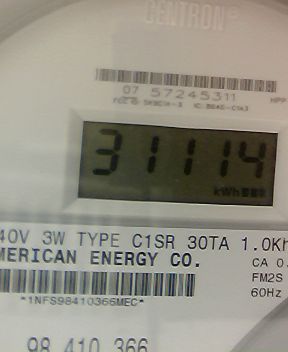 CENTRON®
07 57245311
31114
kWh
40V 3W TYPE C1SR 30TA 1.0Kh
MERICAN ENERGY CO.
CA 0.
FM2S
60Hz
*1NFS98410366MEC*
98 410 366